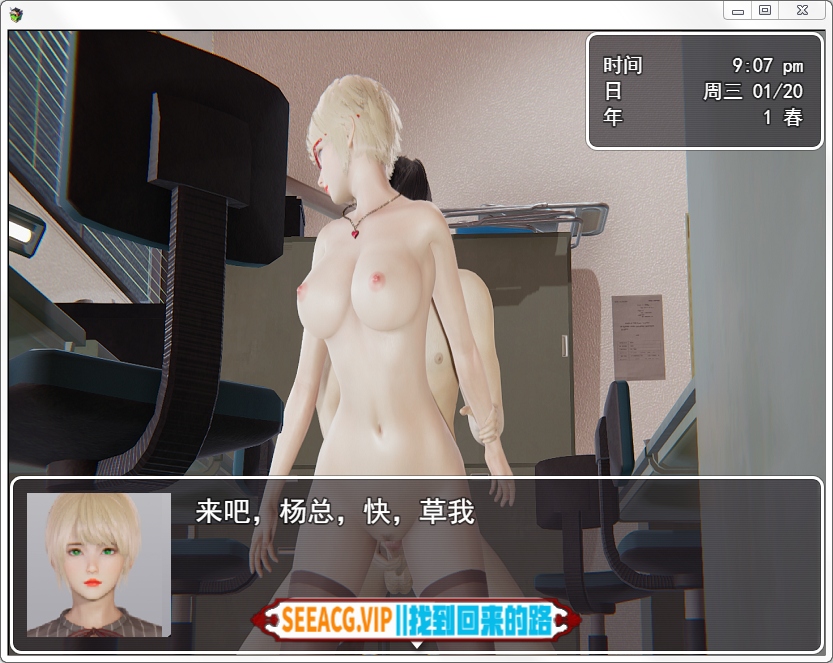 时间 9:07 pm
日 周三 01/20
年 1 春
来吧，杨总，快，草我
SEEACG.VIP||找到回来的路